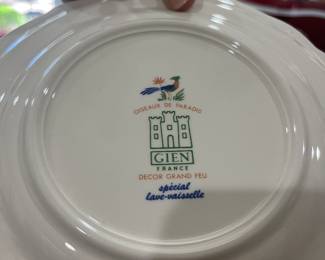 OISEAUX DE PARADIS
GIEN
FRANCE
DECOR GRAND FEU
spécial
lave-vaisselle